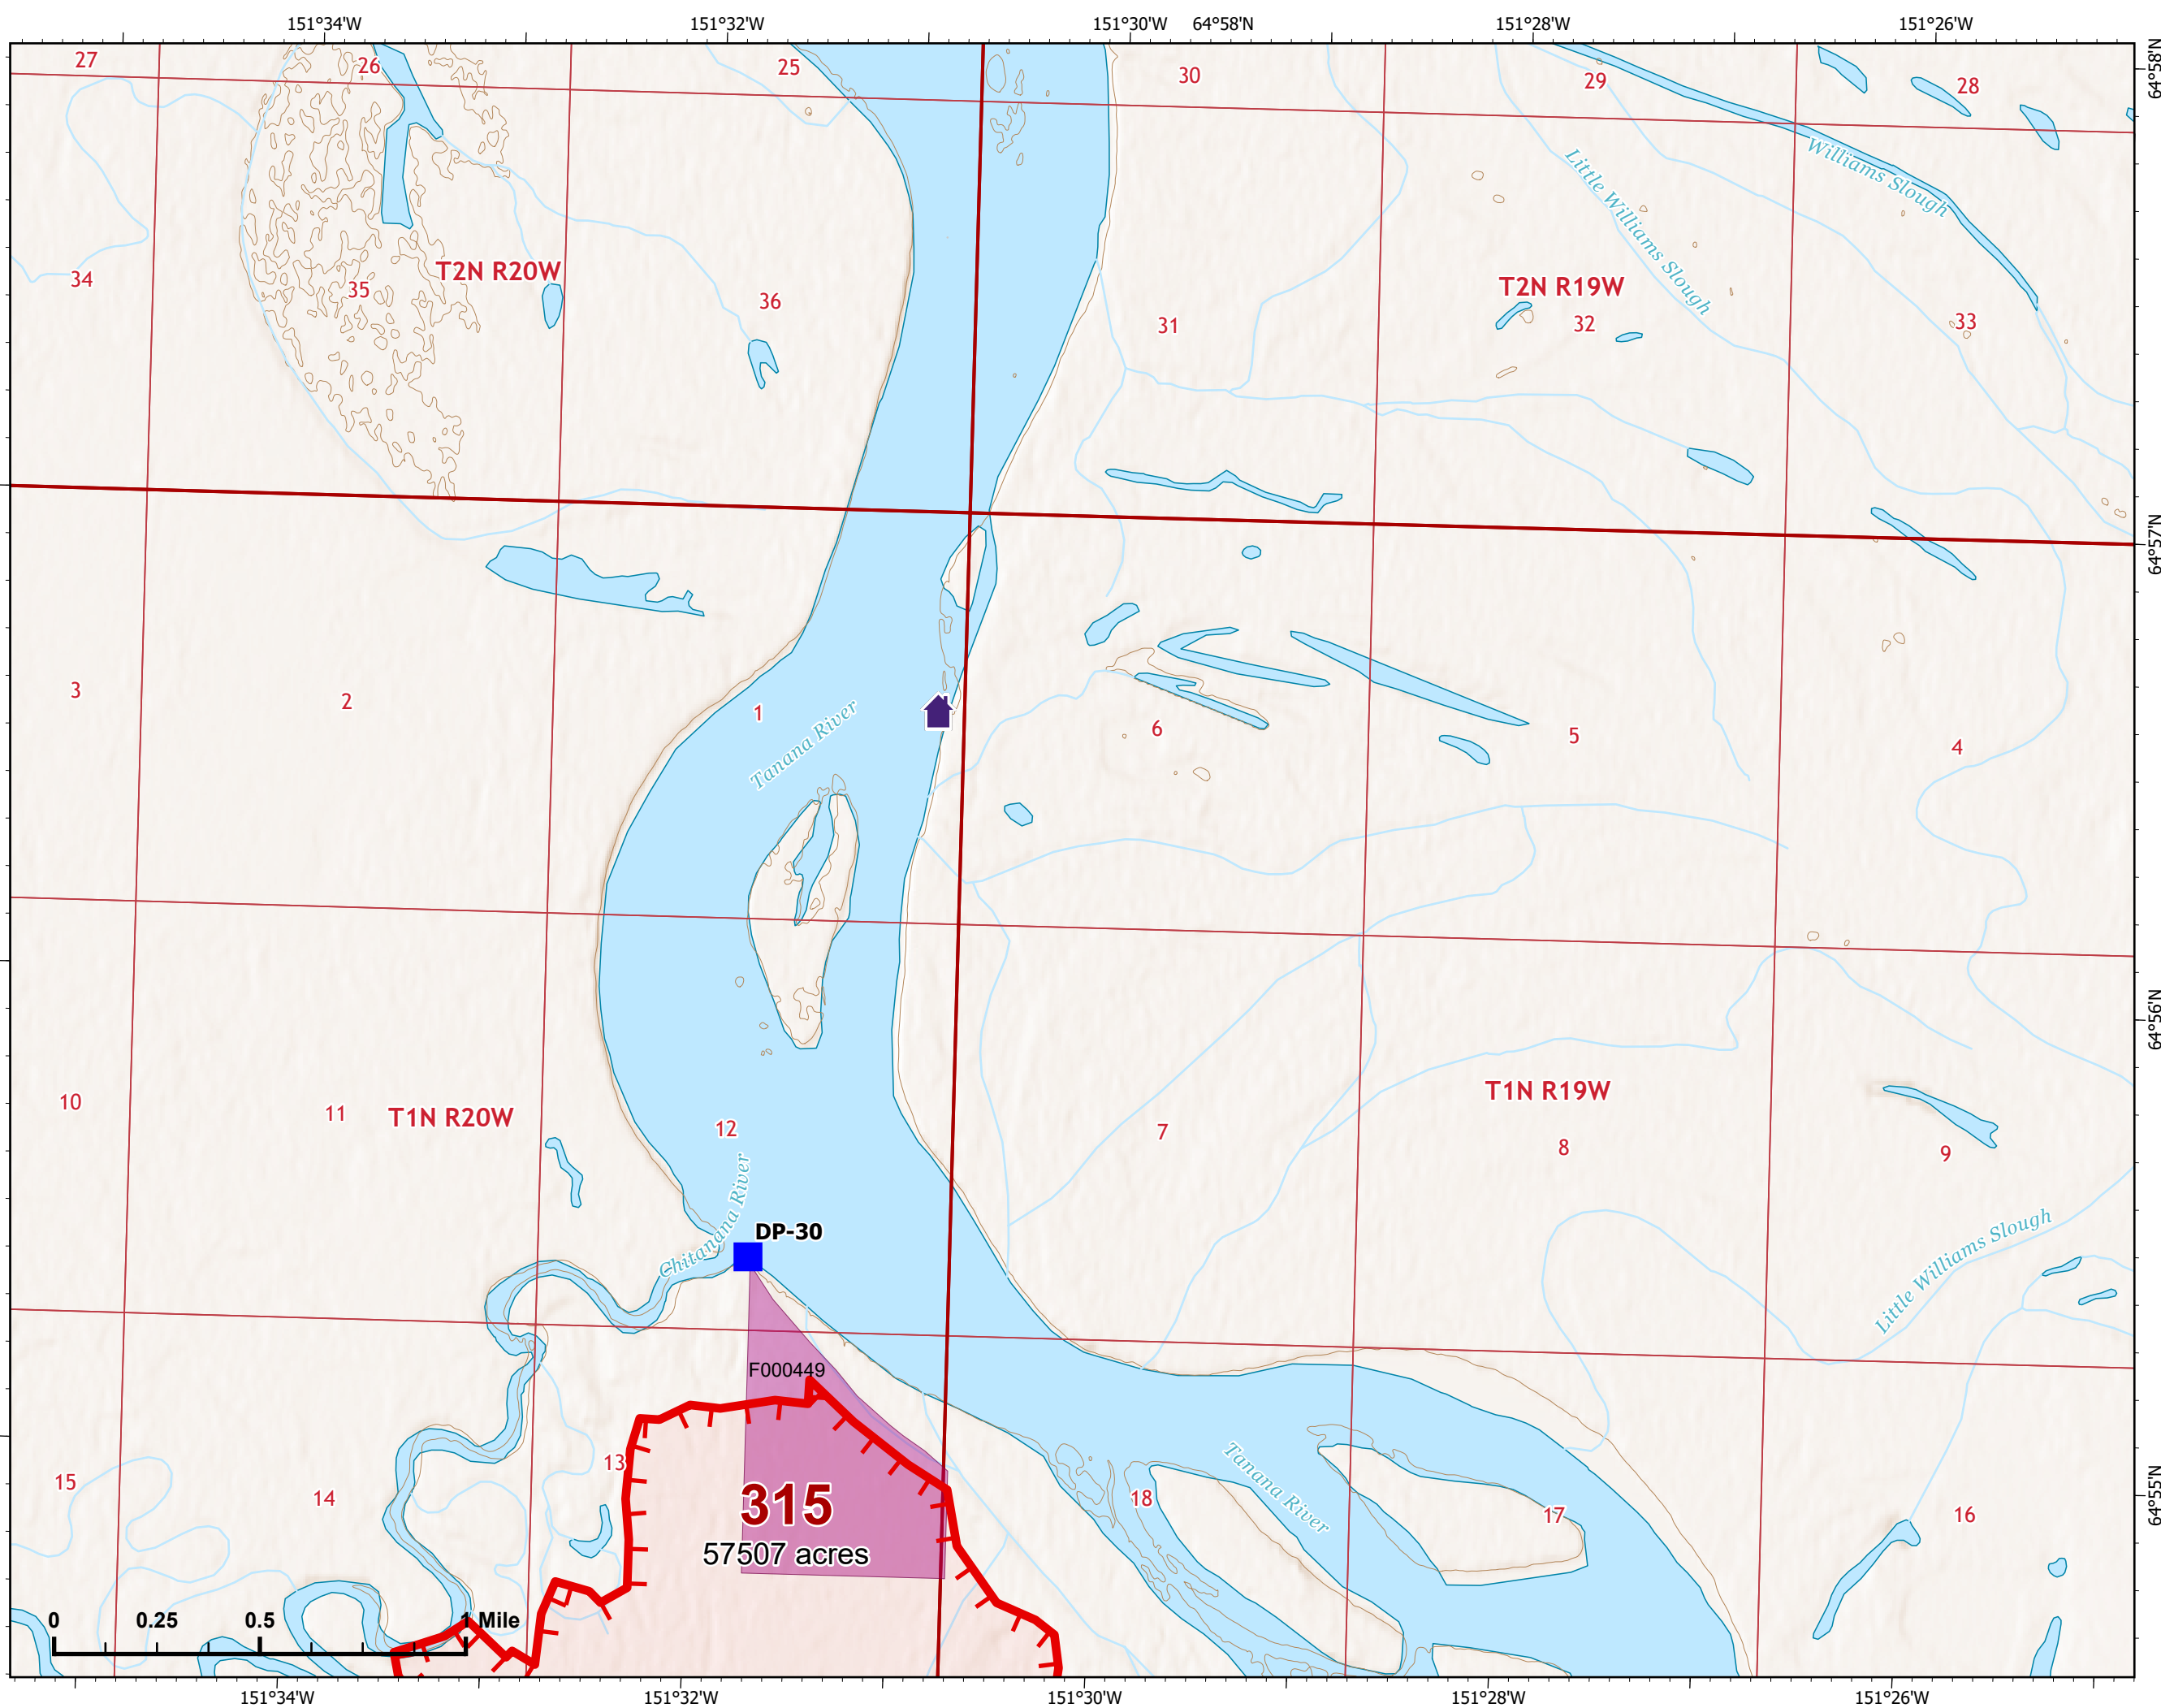 151°34'W 151°32'W 151°30'W 64°58'N 151°28'W 151°26'W
64°58'N
27 26 25 30 29 28
Little Williams Slough
Williams Slough
34 35 T2N R20W 36 31 T2N R19W 32 33
64°57'N
3 2 1 6 5 4
Tanana River
64°56'N
10 11 T1N R20W 12 7 T1N R19W 8 9
Chitanana River
DP-30
Little Williams Slough
F000449
15 14 13 18 17 16
Tanana River
64°55'N
315
57507 acres
0 0.25 0.5 1 Mile
151°34'W 151°32'W 151°30'W 151°28'W 151°26'W